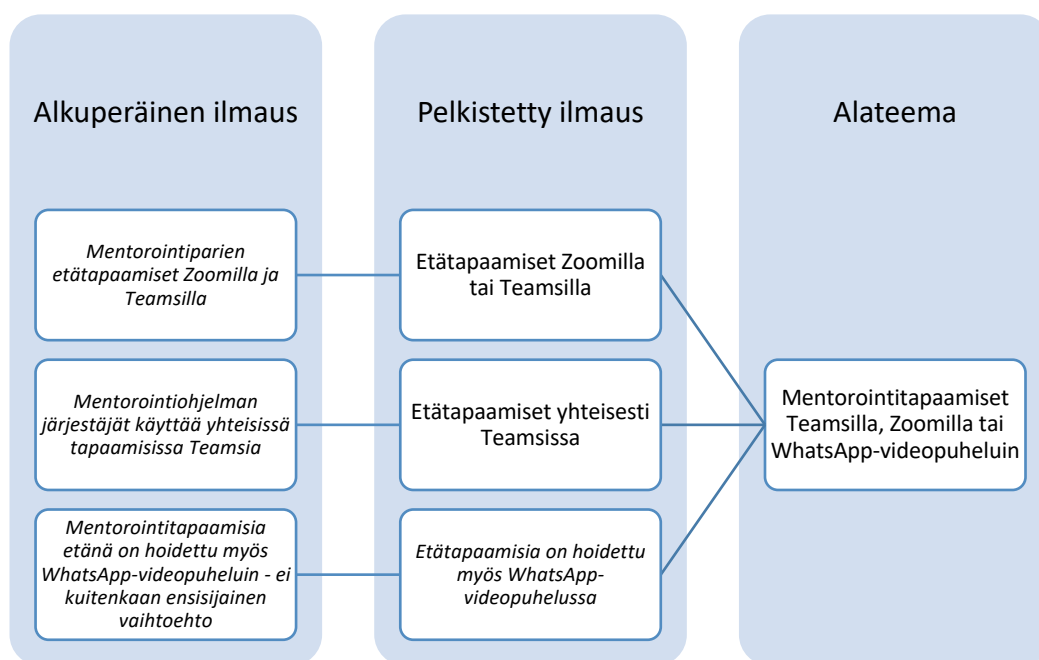 Alkuperäinen ilmaus
Mentorointiparien
etätapaamiset Zoomilla ja
Teamsilla
Mentorointiohjelman
järjestäjät käyttää yhteisissä
tapaamisissa Teamsia
Mentorointitapaamisia
etänä on hoidettu myös
WhatsApp-videopuheluin - ei
kuitenkaan ensisijainen
vaihtoehto
Pelkistetty ilmaus
Etätapaamiset Zoomilla
tai Teamsilla
Etätapaamiset yhteisesti
Teamsissa
Etätapaamisia on hoidettu
myös WhatsApp-
videopuhelussa
Alateema
Mentorointitapaamiset
Teamsilla, Zoomilla tai
WhatsApp-videopuheluin